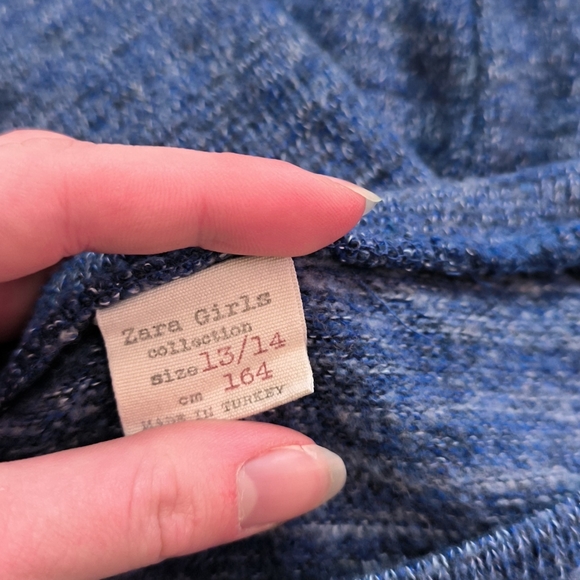 Zara Girls
collection
size 13/14
cm 164
MADE IN TURKEY